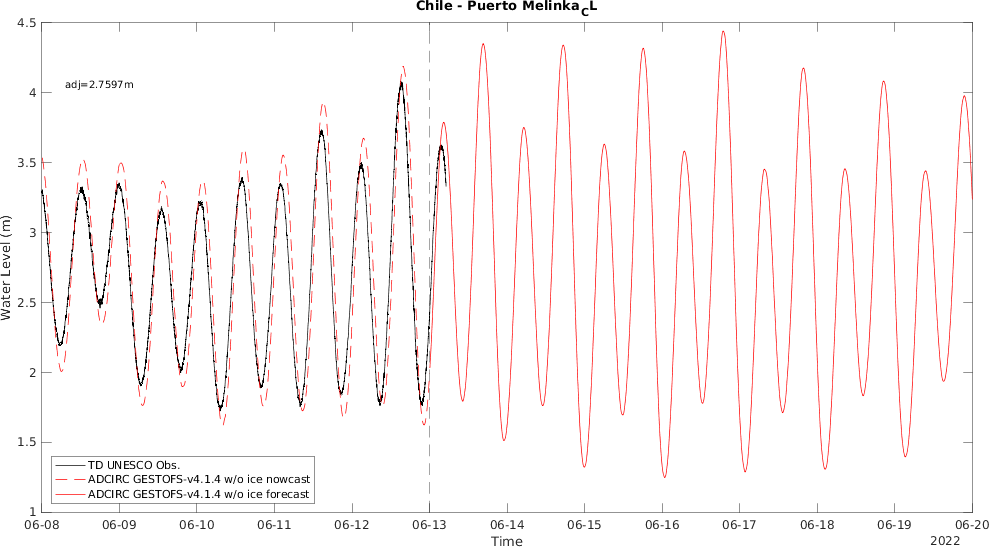 Chile - Puerto MelinkaCL
adj=2.7597m
Water Level (m)
4.5
4
3.5
3
2.5
2
1.5
1
TD UNESCO Obs.
ADCIRC GESTOFS-v4.1.4 w/o ice nowcast
ADCIRC GESTOFS-v4.1.4 w/o ice forecast
06-08 06-09 06-10 06-11 06-12 06-13 06-14 06-15 06-16 06-17 06-18 06-19 06-20
Time
2022